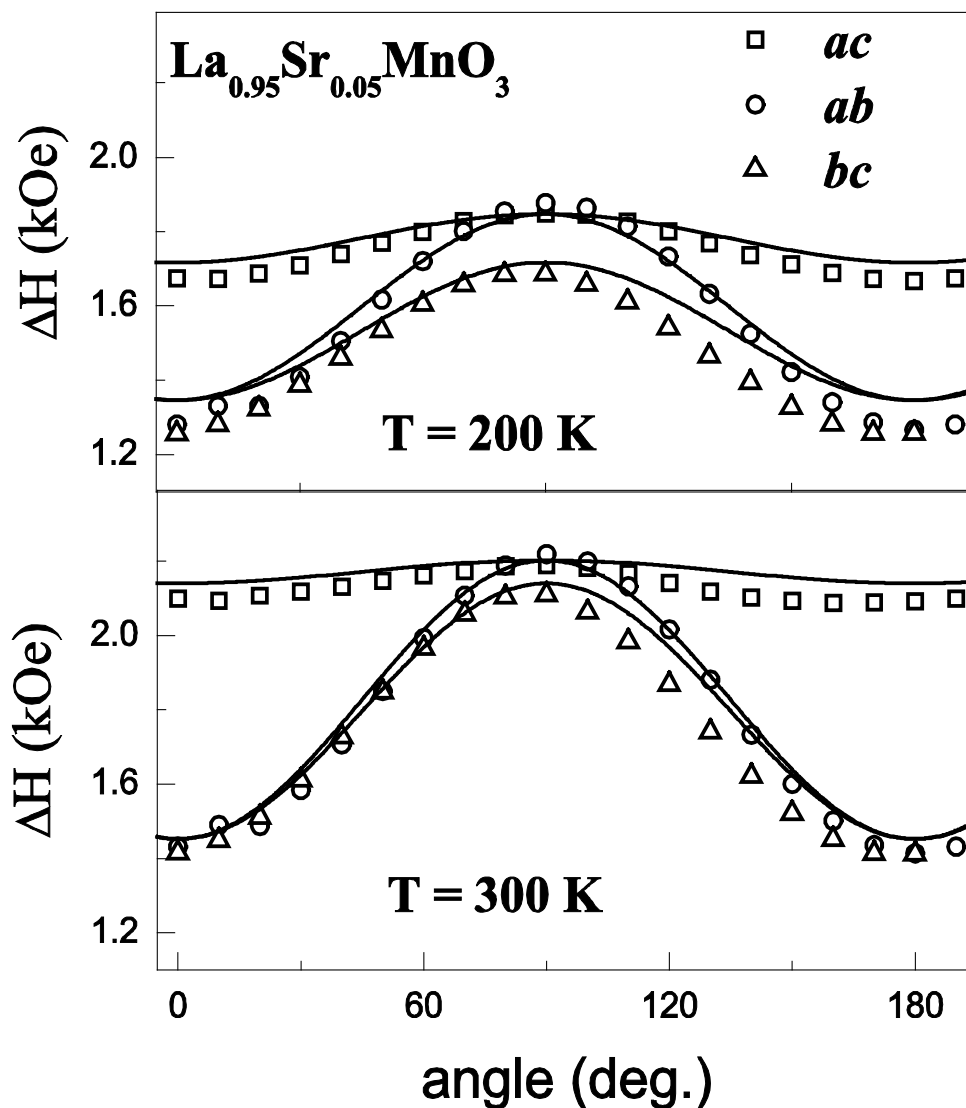 La0.95Sr0.05MnO3
ac
ab
bc
ΔH (kOe)
2.0
1.6
1.2
T = 200 K
ΔH (kOe)
2.0
1.6
1.2
T = 300 K
0 60 120 180
angle (deg.)